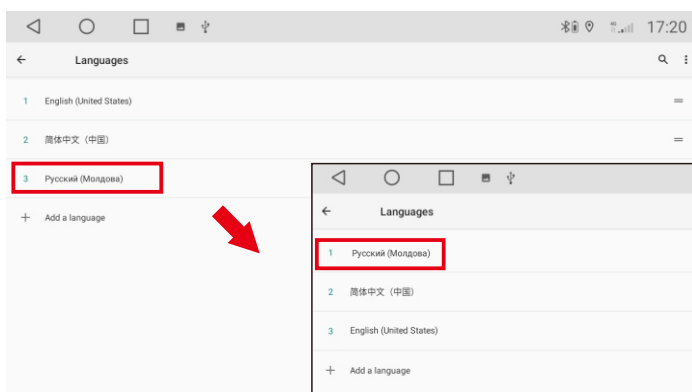 17:20
Languages
1 English (United States)
2 简体中文（中国）
3 Русский (Молдова)
+ Add a language
Languages
1 Русский (Молдова)
2 简体中文（中国）
3 English (United States)
+ Add a language